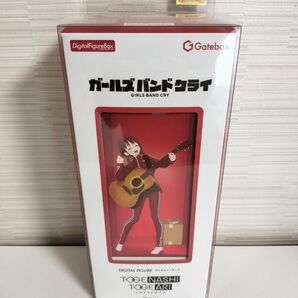 DigitalFigureBox
Gatebox
ガールズバンドクライ
GIRLS BAND CRY
DIGITAL FIGURE
TOGENASHI
TOGEARI